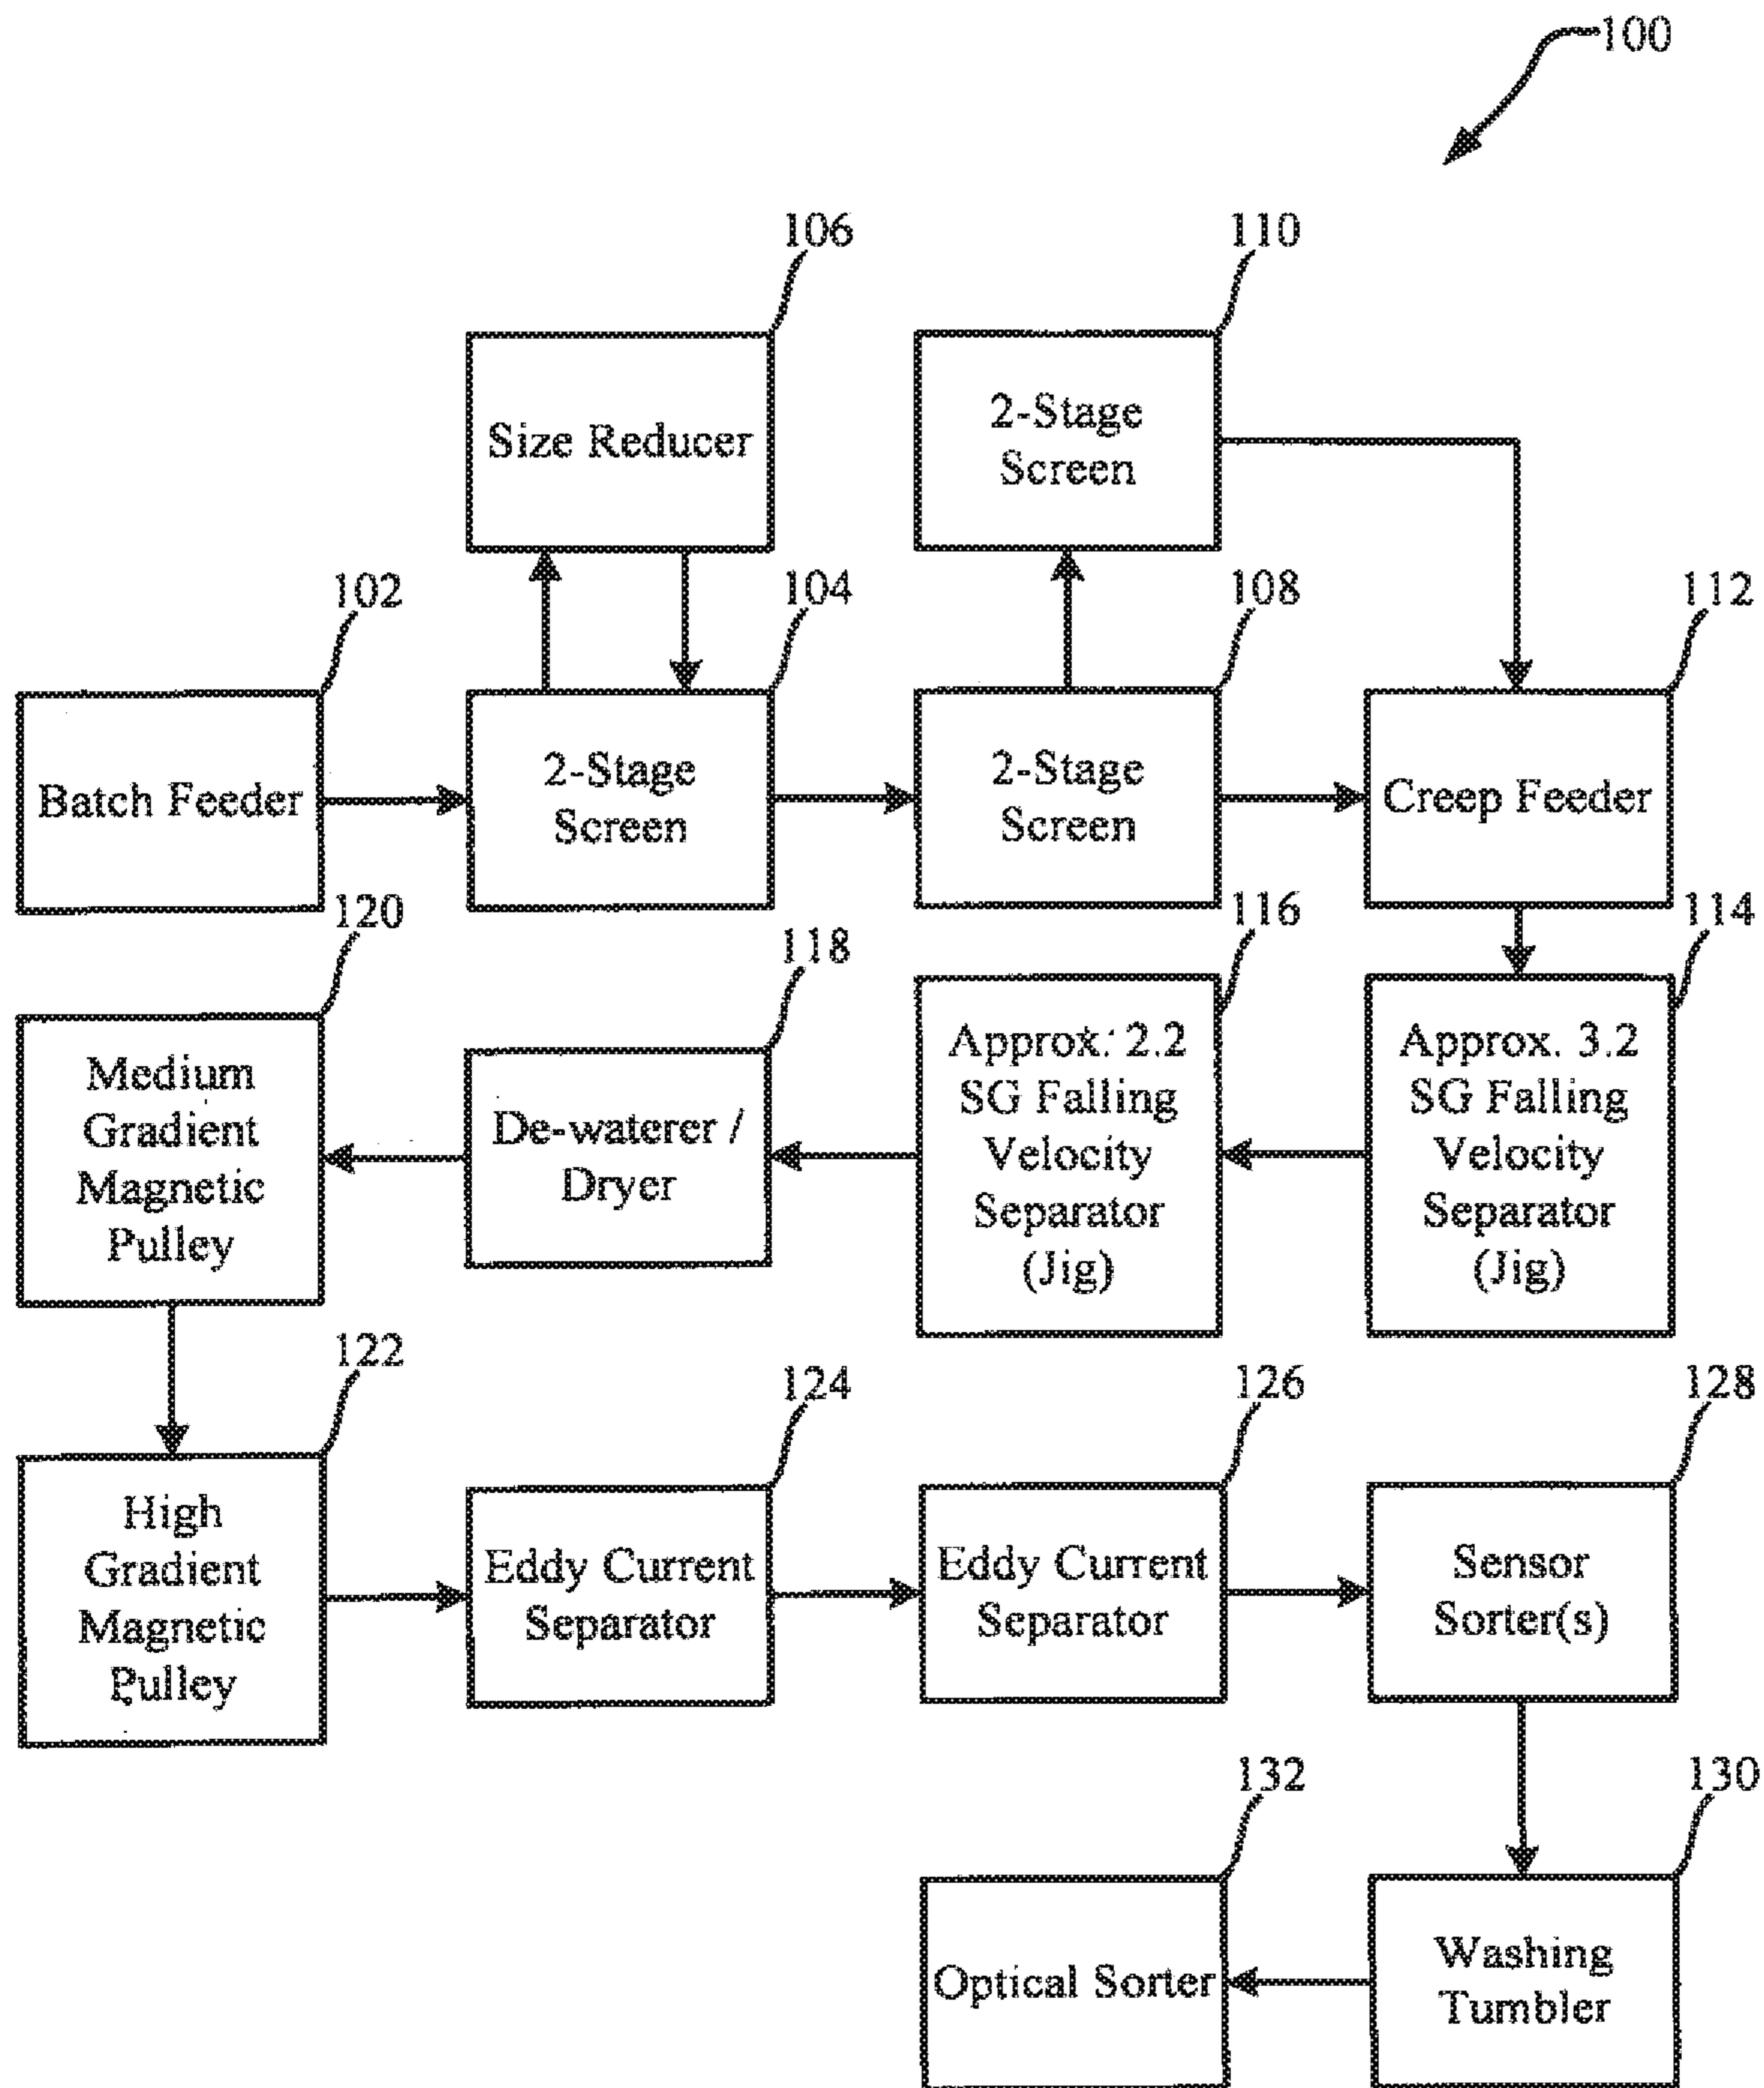 100
106
110
Size Reducer
2-Stage
Screen
102
104
108
112
Batch Feeder
2-Stage
Screen
2-Stage
Screen
Creep Feeder
120
118
116
114
Medium
Gradient
Magnetic
Pulley
De-waterer /
Dryer
Approx. 2.2
SG Falling
Velocity
Separator
(Jig)
Approx. 3.2
SG Falling
Velocity
Separator
(Jig)
122
124
126
128
High
Gradient
Magnetic
Pulley
Eddy Current
Separator
Eddy Current
Separator
Sensor
Sorter(s)
132
130
Optical Sorter
Washing
Tumbler